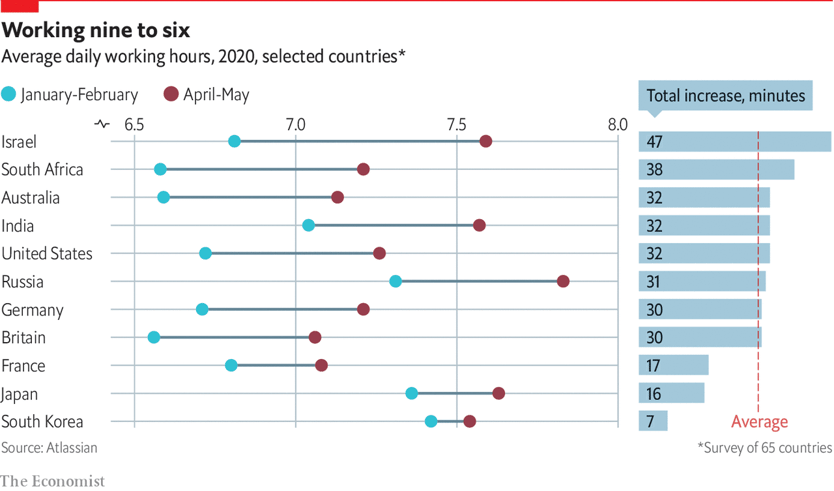 Working nine to six
Average daily working hours, 2020, selected countries*
January-February April-May
Total increase, minutes
6.5 7.0 7.5 8.0
Israel 47
South Africa 38
Australia 32
India 32
United States 32
Russia 31
Germany 30
Britain 30
France 17
Japan 16
South Korea 7
Average
Source: Atlassian *Survey of 65 countries
The Economist